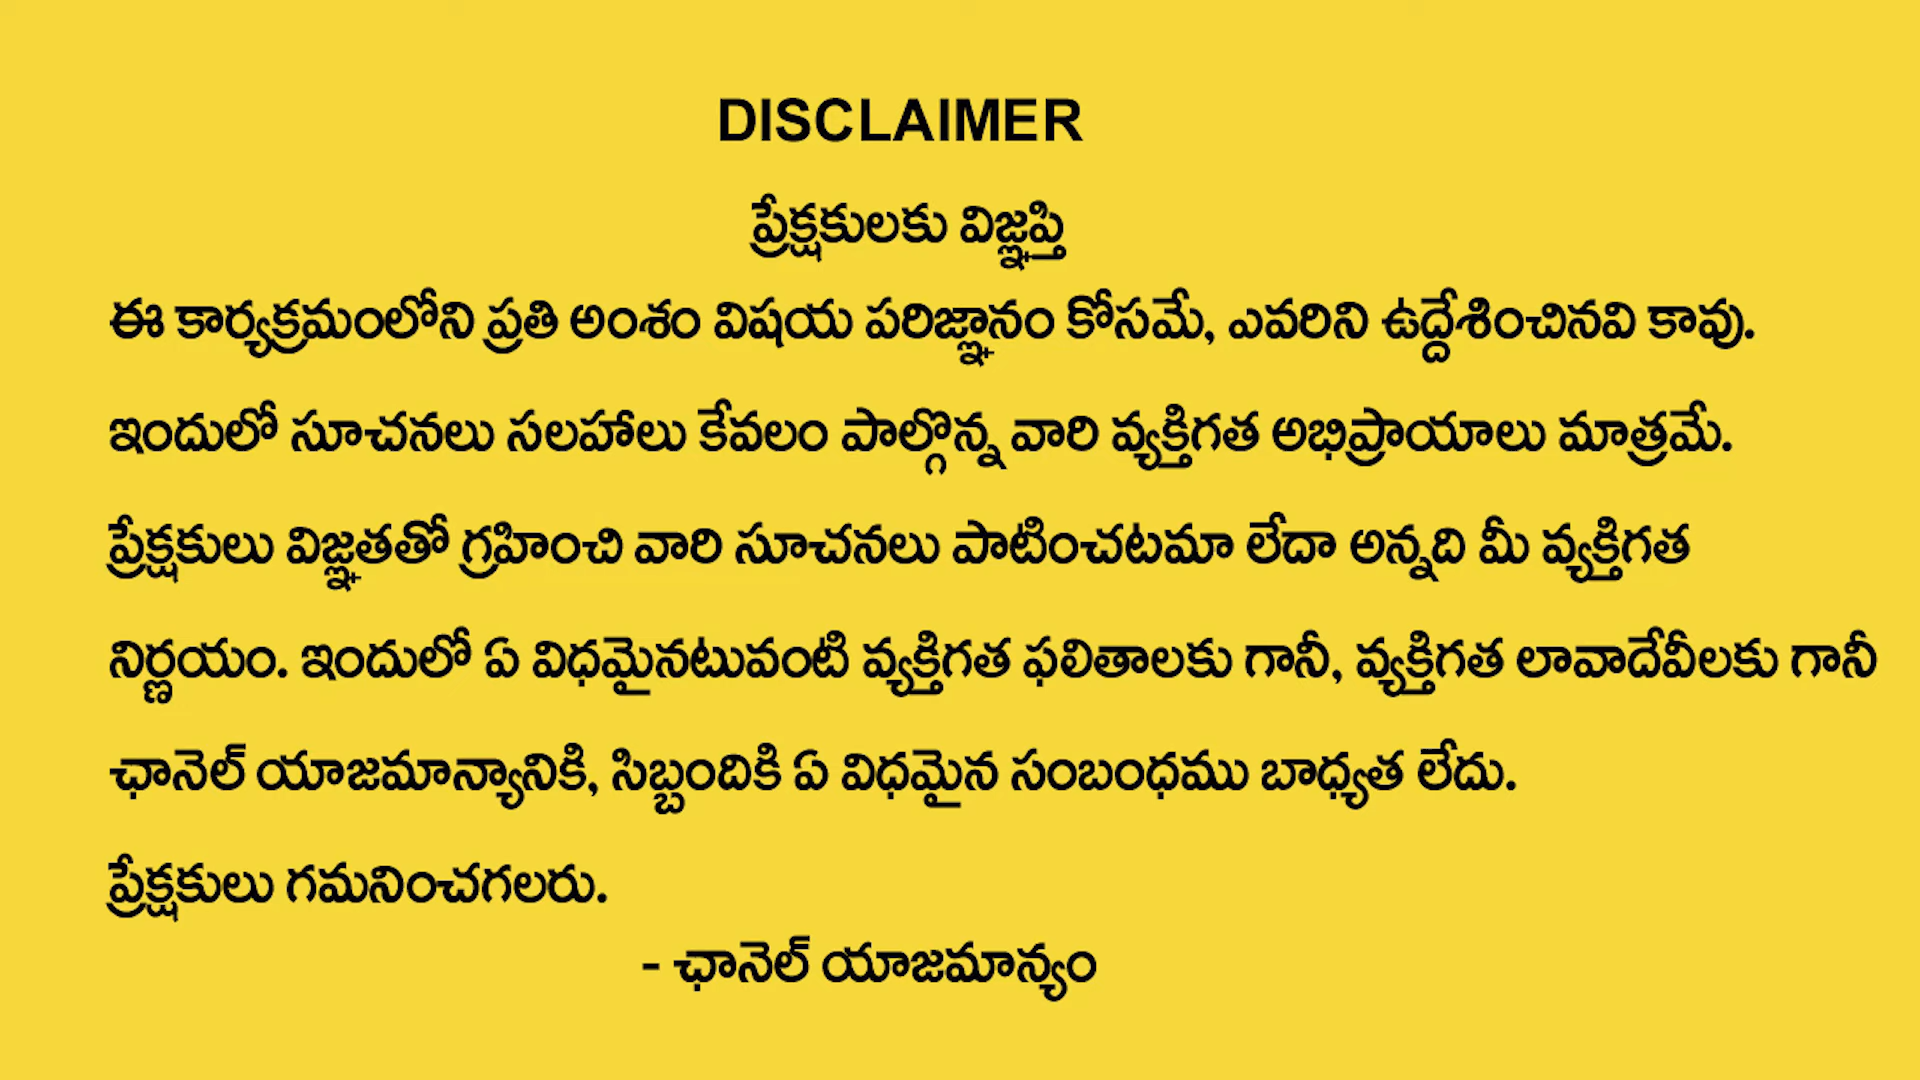 DISCLAIMER
ప్రేక్షకులకు విజ్ఞప్తి
ఈ కార్యక్రమంలోని ప్రతి అంశం విషయ పరిజ్ఞానం కోసమే, ఎవరిని ఉద్దేశించినవి కావు.
ఇందులో సూచనలు సలహాలు కేవలం పాల్గొన్న వారి వ్యక్తిగత అభిప్రాయాలు మాత్రమే.
ప్రేక్షకులు విజ్ఞతతో గ్రహించి వారి సూచనలు పాటించటమా లేదా అన్నది మీ వ్యక్తిగత
నిర్ణయం. ఇందులో ఏ విధమైనటువంటి వ్యక్తిగత ఫలితాలకు గానీ, వ్యక్తిగత లావాదేవీలకు గానీ
ఛానెల్ యాజమాన్యానికి, సిబ్బందికి ఏ విధమైన సంబంధము బాధ్యత లేదు.
ప్రేక్షకులు గమనించగలరు.
- ఛానెల్ యాజమాన్యం